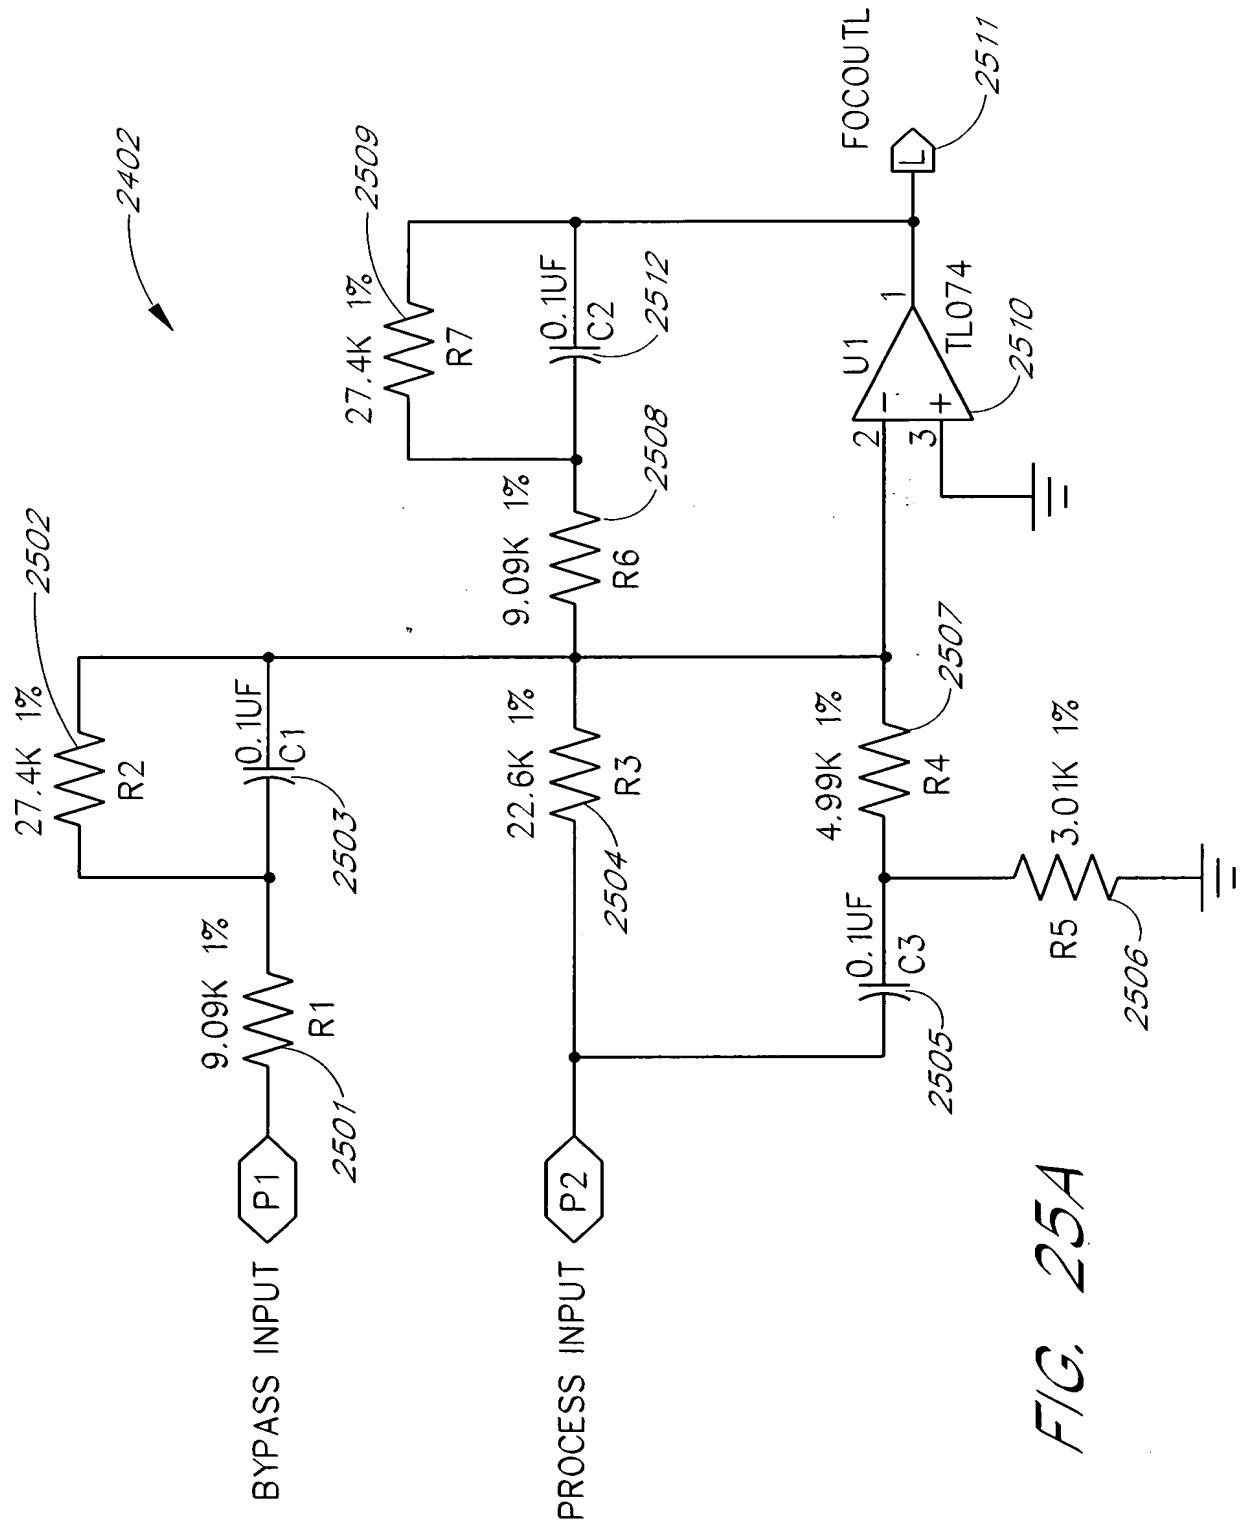 2402
27.4K 1%
2502
R2
0.1UF
C1
2503
9.09K 1%
R1
2501
BYPASS INPUT
P1
27.4K 1%
2509
R7
0.1UF
C2
2512
9.09K 1%
R6
2508
22.6K 1%
R3
2504
PROCESS INPUT
P2
4.99K 1%
R4
2507
0.1UF
C3
2505
R5
3.01K 1%
2506
U1
2
3
−
+
1
TL074
2510
FOCOUTL
L
2511
FIG. 25A